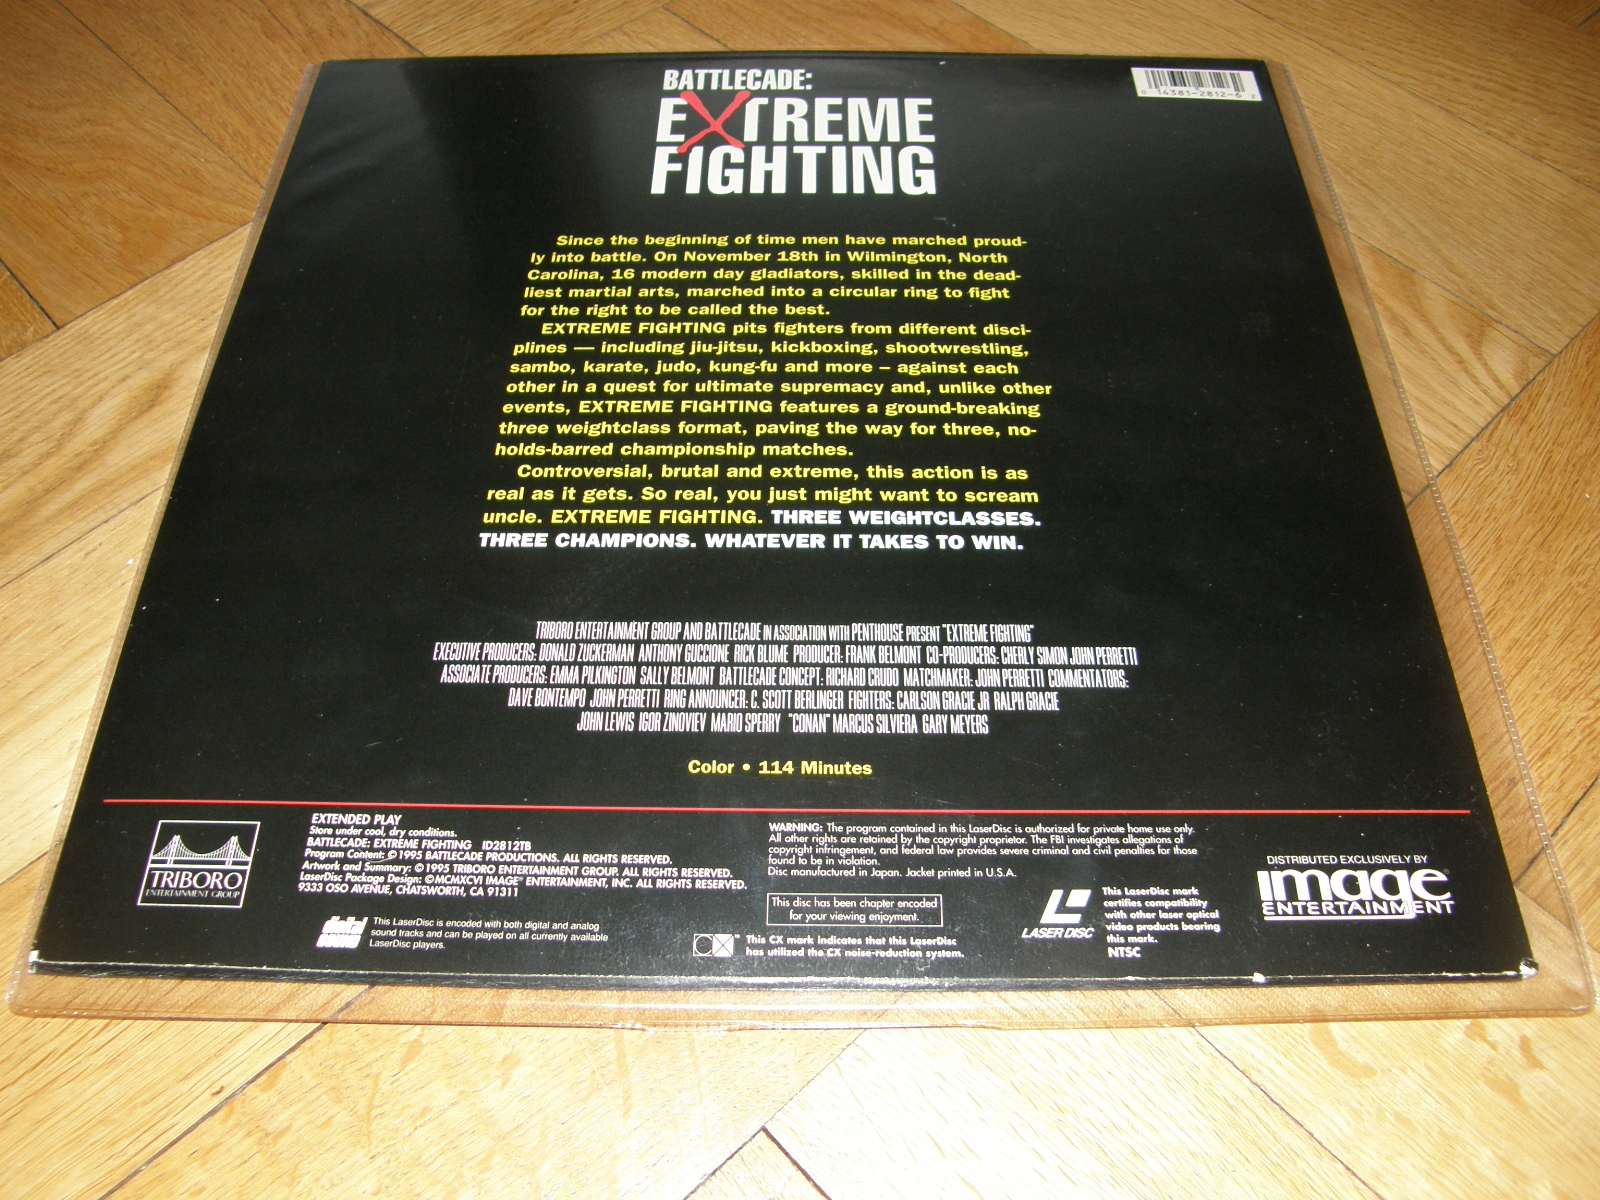 BATTLECADE:
EXTREME
FIGHTING
0 14381-2812-6 2
Since the beginning of time men have marched proud-
ly into battle. On November 18th in Wilmington, North
Carolina, 16 modern day gladiators, skilled in the dead-
liest martial arts, marched into a circular ring to fight
for the right to be called the best.
EXTREME FIGHTING pits fighters from different disci-
plines — including jiu-jitsu, kickboxing, shootwrestling,
sambo, karate, judo, kung-fu and more – against each
other in a quest for ultimate supremacy and, unlike other
events, EXTREME FIGHTING features a ground-breaking
three weightclass format, paving the way for three, no-
holds-barred championship matches.
Controversial, brutal and extreme, this action is as
real as it gets. So real, you just might want to scream
uncle. EXTREME FIGHTING. THREE WEIGHTCLASSES.
THREE CHAMPIONS. WHATEVER IT TAKES TO WIN.
TRIBORO ENTERTAINMENT GROUP AND BATTLECADE IN ASSOCIATION WITH PENTHOUSE PRESENT "EXTREME FIGHTING"
EXECUTIVE PRODUCERS: DONALD ZUCKERMAN ANTHONY GUCCIONE RICK BLUME PRODUCER: FRANK BELMONT CO-PRODUCERS: CHERLY SIMON JOHN PERRETTI
ASSOCIATE PRODUCERS: EMMA PILKINGTON SALLY BELMONT BATTLECADE CONCEPT: RICHARD CRUDO MATCHMAKER: JOHN PERRETTI COMMENTATORS:
DAVE BONTEMPO JOHN PERRETTI RING ANNOUNCER: C. SCOTT BERLINGER FIGHTERS: CARLSON GRACIE JR RALPH GRACIE
JOHN LEWIS IGOR ZINOVIEV MARIO SPERRY "CONAN" MARCUS SILVIERA GARY MEYERS
Color • 114 Minutes
TRIBORO
ENTERTAINMENT GROUP
EXTENDED PLAY
Store under cool, dry conditions.
BATTLECADE: EXTREME FIGHTING ID2812TB
Program Content: ©1995 BATTLECADE PRODUCTIONS. ALL RIGHTS RESERVED.
Artwork and Summary: ©1995 TRIBORO ENTERTAINMENT GROUP. ALL RIGHTS RESERVED.
LaserDisc Package Design: ©MCMXCVI IMAGE® ENTERTAINMENT, INC. ALL RIGHTS RESERVED.
9333 OSO AVENUE, CHATSWORTH, CA 91311
digital
sound
This LaserDisc is encoded with both digital and analog
sound tracks and can be played on all currently available
LaserDisc players.
WARNING: The program contained in this LaserDisc is authorized for private home use only.
All other rights are retained by the copyright proprietor. The FBI investigates allegations of
copyright infringement, and federal law provides severe criminal and civil penalties for those
found to be in violation.
Disc manufactured in Japan. Jacket printed in U.S.A.
This disc has been chapter encoded
for your viewing enjoyment.
CX™ This CX mark indicates that this LaserDisc
has utilized the CX noise-reduction system.
LASER DISC
This LaserDisc mark
certifies compatibility
with other laser optical
video products bearing
this mark.
NTSC
DISTRIBUTED EXCLUSIVELY BY
image®
ENTERTAINMENT